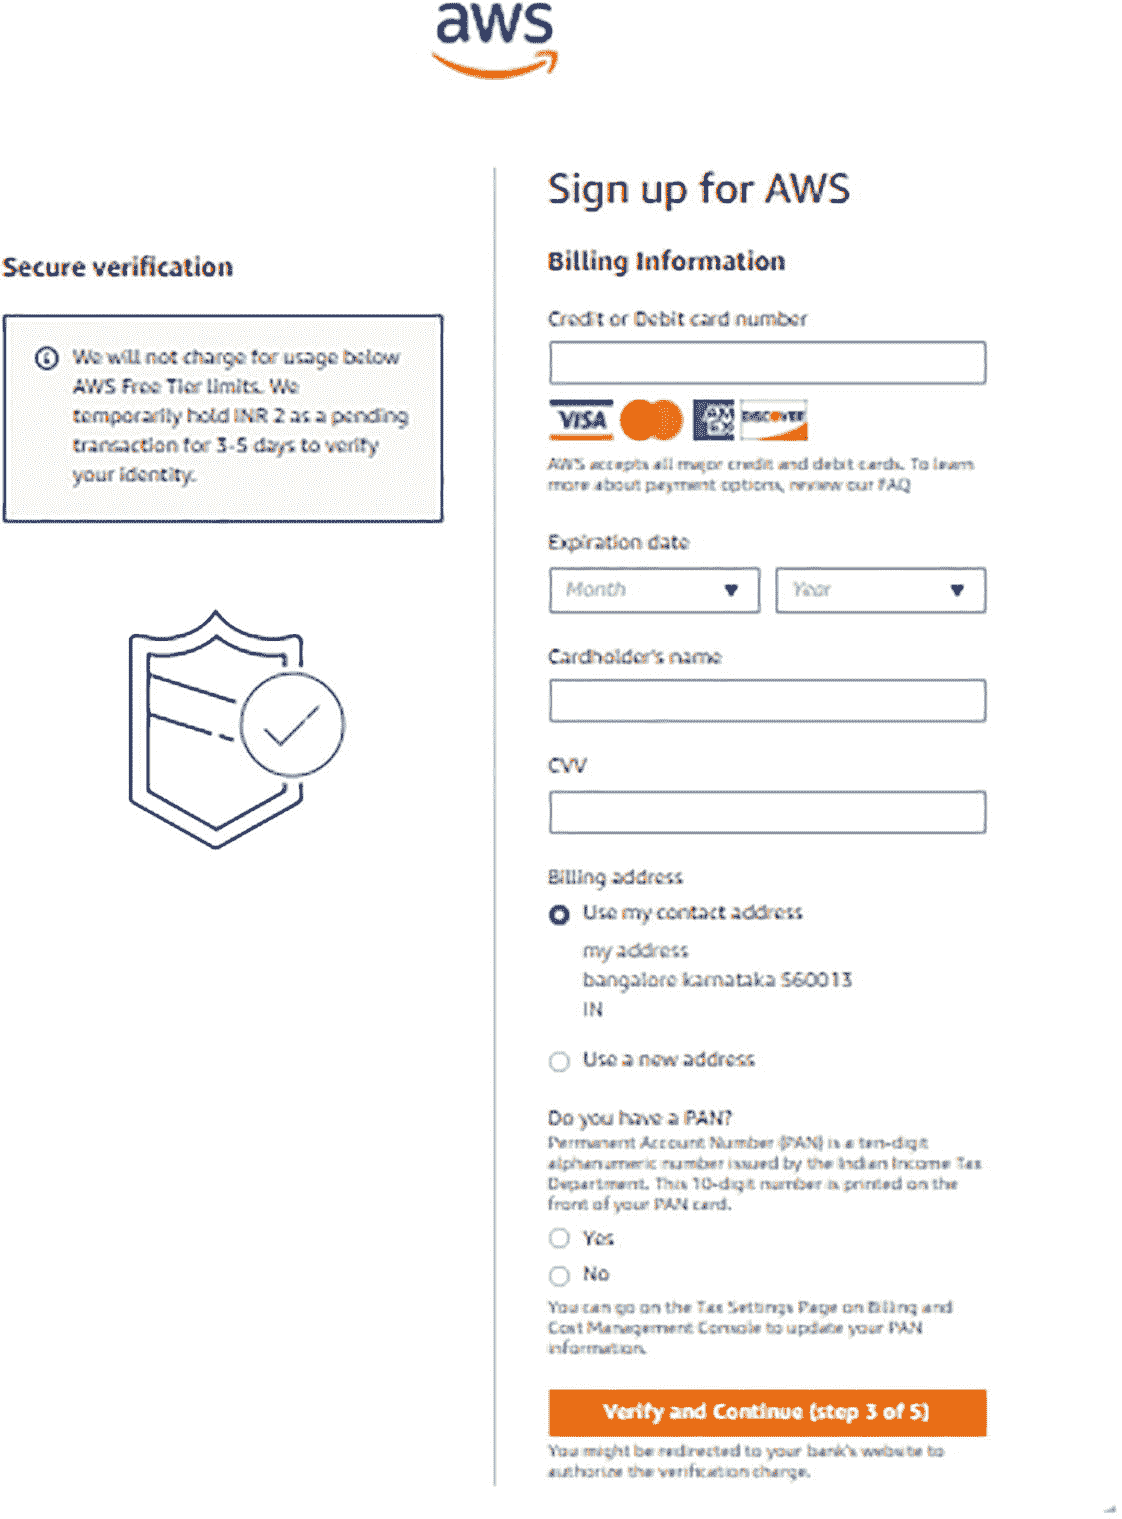 aws
Secure verification
We will not charge for usage below
AWS Free Tier limits. We
temporarily hold INR 2 as a pending
transaction for 3-5 days to verify
your identity.
Sign up for AWS
Billing Information
Credit or Debit card number
VISA
AM
EX
DISCOVER
AWS accepts all major credit and debit cards. To learn
more about payment options, review our FAQ
Expiration date
Month
Year
Cardholder's name
CVV
Billing address
Use my contact address
my address
bangalore karnataka 560013
IN
Use a new address
Do you have a PAN?
Permanent Account Number (PAN) is a ten-digit
alphanumeric number issued by the Indian Income Tax
Department. This 10-digit number is printed on the
front of your PAN card.
Yes
No
You can go on the Tax Settings Page on Billing and
Cost Management Console to update your PAN
information.
Verify and Continue (step 3 of 5)
You might be redirected to your bank's website to
authorize the verification charge.